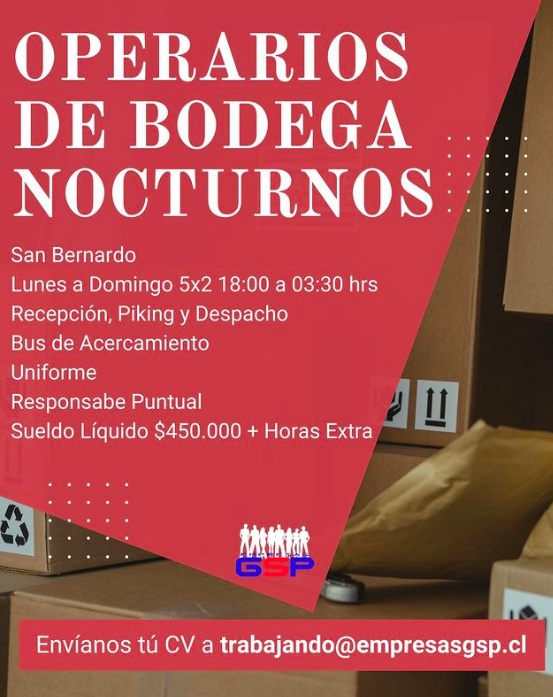 OPERARIOS
DE BODEGA
NOCTURNOS
San Bernardo
Lunes a Domingo 5x2 18:00 a 03:30 hrs
Recepción, Piking y Despacho
Bus de Acercamiento
Uniforme
Responsabe Puntual
Sueldo Líquido $450.000 + Horas Extra
GSP
Envíanos tú CV a trabajando@empresasgsp.cl